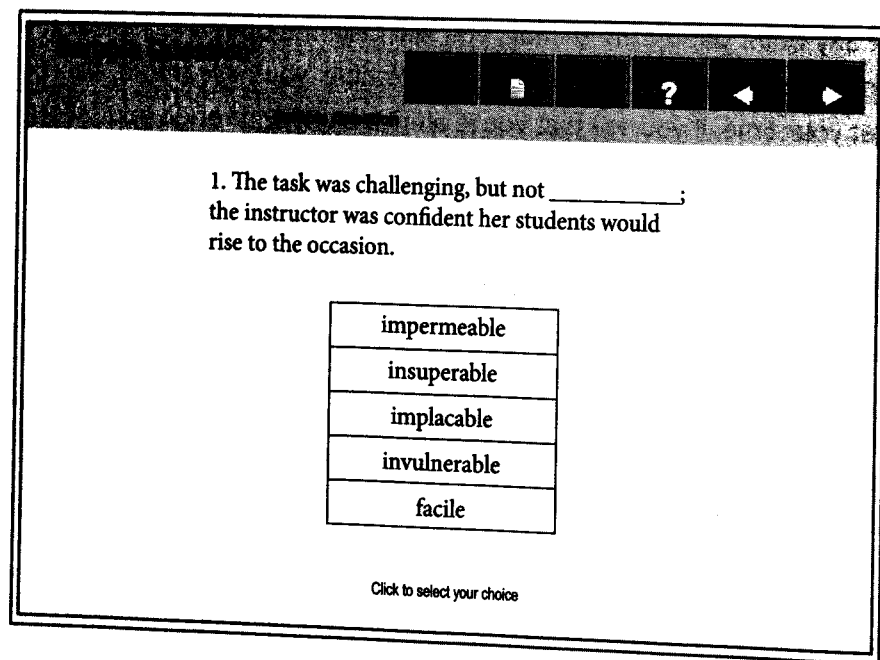 ?
1. The task was challenging, but not ____________;
the instructor was confident her students would
rise to the occasion.
impermeable
insuperable
implacable
invulnerable
facile
Click to select your choice